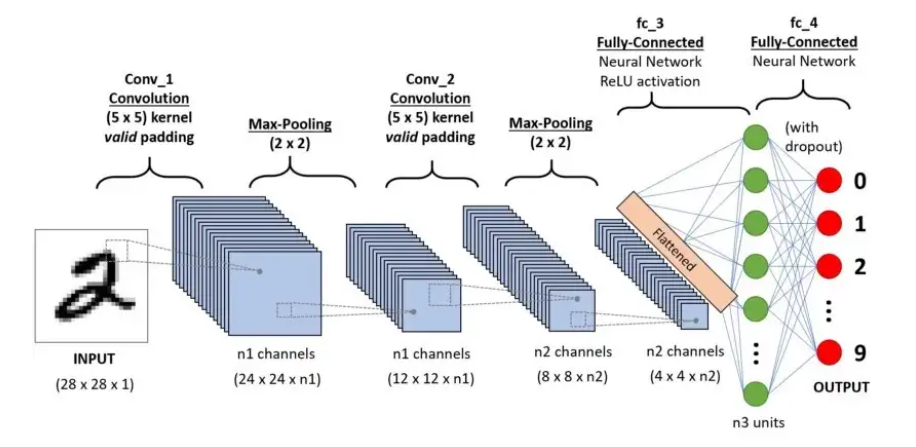 Conv_1
Convolution
(5 x 5) kernel
valid padding
Max-Pooling
(2 x 2)
Conv_2
Convolution
(5 x 5) kernel
valid padding
Max-Pooling
(2 x 2)
fc_3
Fully-Connected
Neural Network
ReLU activation
fc_4
Fully-Connected
Neural Network
(with
dropout)
2
INPUT
(28 x 28 x 1)
n1 channels
(24 x 24 x n1)
n1 channels
(12 x 12 x n1)
n2 channels
(8 x 8 x n2)
n2 channels
(4 x 4 x n2)
Flattened
n3 units
0
1
2
9
OUTPUT